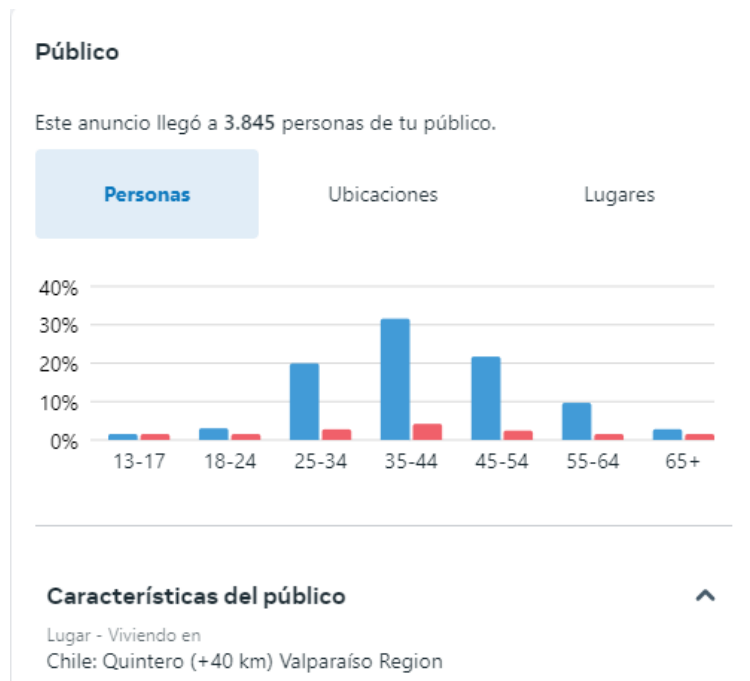 Público
Este anuncio llegó a 3.845 personas de tu público.
Personas Ubicaciones Lugares
40%
30%
20%
10%
0%
13-17 18-24 25-34 35-44 45-54 55-64 65+
Características del público
Lugar - Viviendo en
Chile: Quintero (+40 km) Valparaíso Region